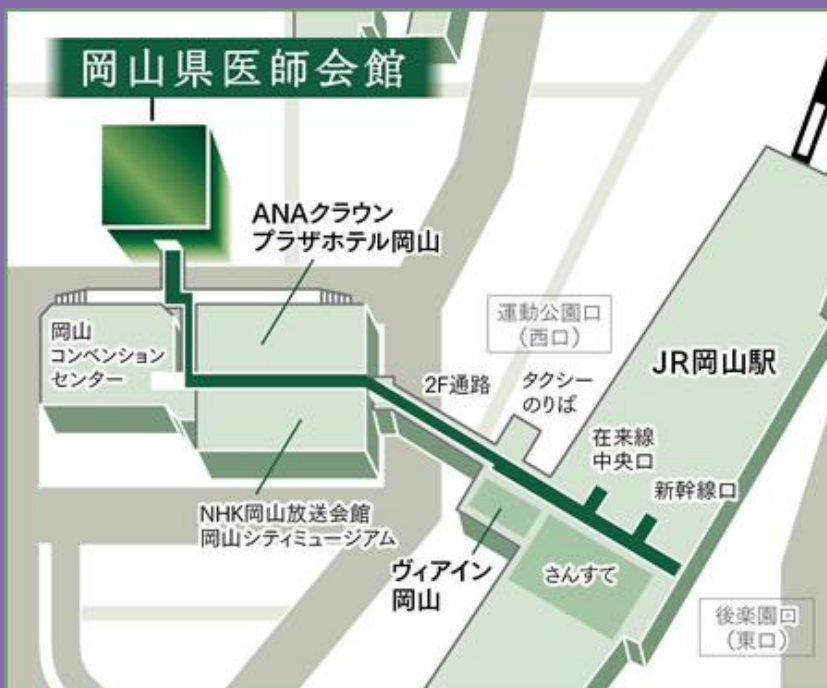 岡山県医師会館
ANAクラウン
プラザホテル岡山
運動公園口
（西口）
岡山
コンベンション
センター
2F通路
タクシー
のりば
JR岡山駅
在来線
中央口
新幹線口
NHK岡山放送会館
岡山シティミュージアム
ヴィアイン
岡山
さんすて
後楽園口
（東口）